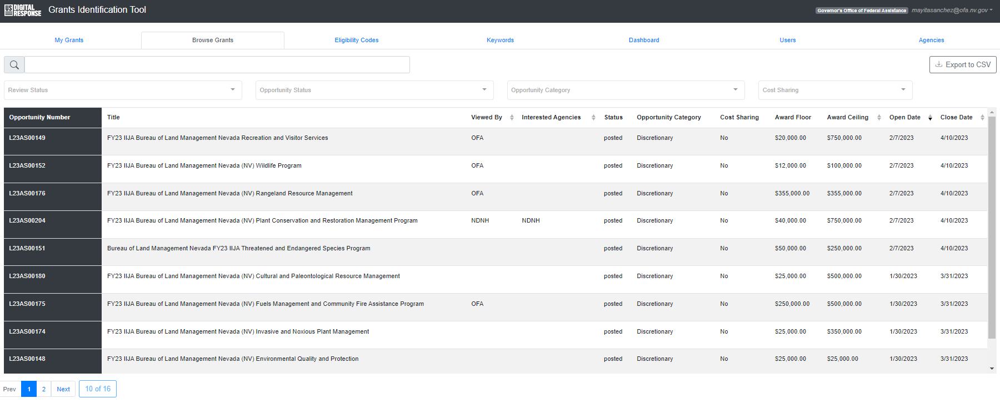 US DIGITAL RESPONSE Grants Identification Tool Governor's Office of Federal Assistance mayitasanchez@ofa.nv.gov
My Grants Browse Grants Eligibility Codes Keywords Dashboard Users Agencies
Export to CSV
Review Status Opportunity Status Opportunity Category Cost Sharing
Opportunity Number Title Viewed By Interested Agencies Status Opportunity Category Cost Sharing Award Floor Award Ceiling Open Date Close Date
L23AS00149 FY23 IIJA Bureau of Land Management Nevada Recreation and Visitor Services OFA posted Discretionary No $20,000.00 $750,000.00 2/7/2023 4/10/2023
L23AS00152 FY23 IIJA Bureau of Land Management Nevada (NV) Wildlife Program OFA posted Discretionary No $12,000.00 $100,000.00 2/7/2023 4/10/2023
L23AS00176 FY23 IIJA Bureau of Land Management Nevada (NV) Rangeland Resource Management OFA posted Discretionary No $355,000.00 $355,000.00 2/7/2023 4/10/2023
L23AS00204 FY23 IIJA Bureau of Land Management Nevada (NV) Plant Conservation and Restoration Management Program NDNH NDNH posted Discretionary No $40,000.00 $750,000.00 2/7/2023 4/10/2023
L23AS00151 Bureau of Land Management Nevada FY23 IIJA Threatened and Endangered Species Program posted Discretionary No $50,000.00 $250,000.00 2/7/2023 4/10/2023
L23AS00180 FY23 IIJA Bureau of Land Management Nevada (NV) Cultural and Paleontological Resource Management posted Discretionary No $25,000.00 $500,000.00 1/30/2023 3/31/2023
L23AS00175 FY23 IIJA Bureau of Land Management Nevada (NV) Fuels Management and Community Fire Assistance Program OFA posted Discretionary No $250,000.00 $500,000.00 1/30/2023 3/31/2023
L23AS00174 FY23 IIJA Bureau of Land Management Nevada (NV) Invasive and Noxious Plant Management posted Discretionary No $25,000.00 $350,000.00 1/30/2023 3/31/2023
L23AS00148 FY23 IIJA Bureau of Land Management Nevada (NV) Environmental Quality and Protection posted Discretionary No $25,000.00 $25,000.00 1/30/2023 3/31/2023
Prev 1 2 Next 10 of 16